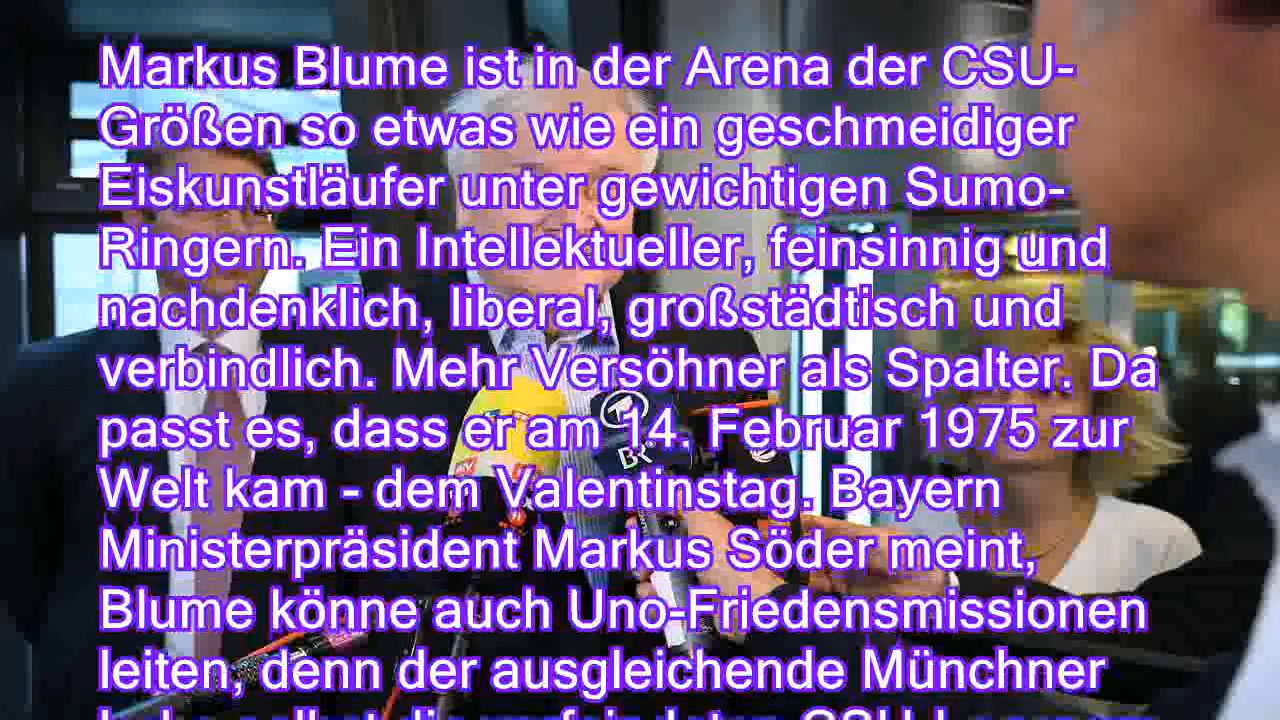 Markus Blume ist in der Arena der CSU-
Größen so etwas wie ein geschmeidiger
Eiskunstläufer unter gewichtigen Sumo-
Ringern. Ein Intellektueller, feinsinnig und
nachdenklich, liberal, großstädtisch und
verbindlich. Mehr Versöhner als Spalter. Da
passt es, dass er am 14. Februar 1975 zur
Welt kam - dem Valentinstag. Bayern
Ministerpräsident Markus Söder meint,
Blume könne auch Uno-Friedensmissionen
leiten, denn der ausgleichende Münchner
BR